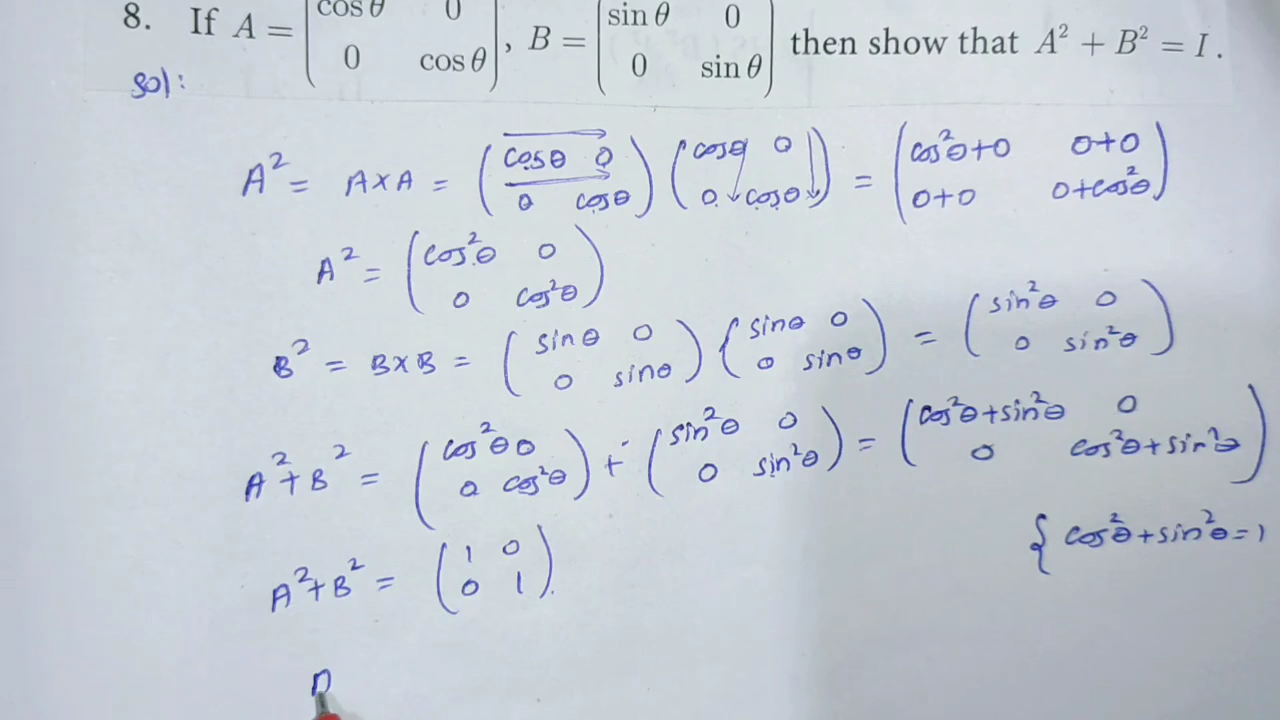 8. If A = (cos θ 0 0 cos θ), B = (sin θ 0 0 sin θ) then show that A² + B² = I.
Sol:
A² = A×A = (cosθ 0 0 cosθ) (cosθ 0 0 cosθ) = (cos²θ+0 0+0 0+0 0+cos²θ)
A² = (cos²θ 0 0 cos²θ)
B² = B×B = (sinθ 0 0 sinθ) (sinθ 0 0 sinθ) = (sin²θ 0 0 sin²θ)
A²+B² = (cos²θ 0 0 cos²θ) + (sin²θ 0 0 sin²θ) = (cos²θ+sin²θ 0 0 cos²θ+sin²θ)
{ cos²θ+sin²θ=1
A²+B² = (1 0 0 1)